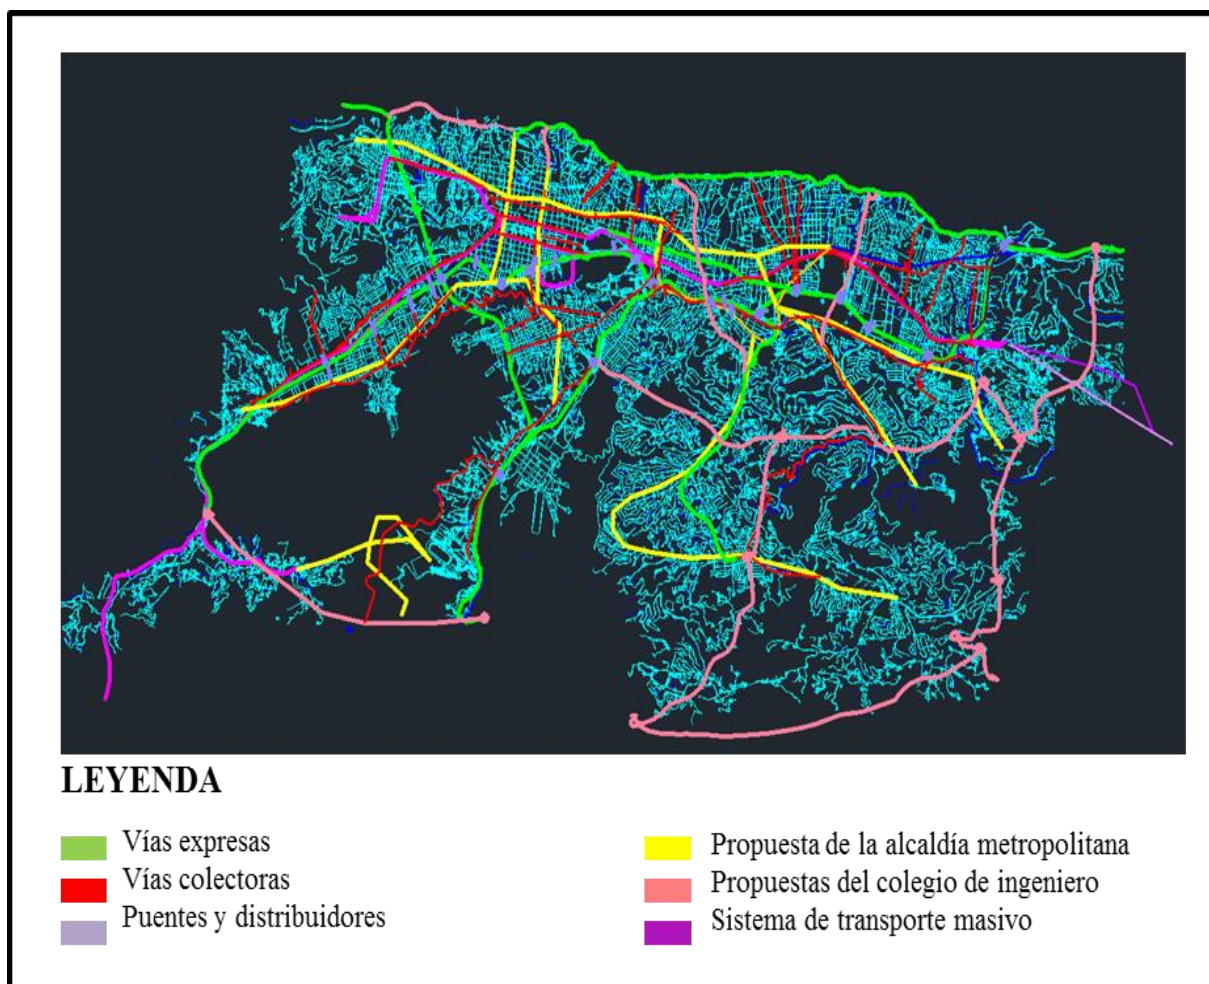 LEYENDA
Vías expresas
Vías colectoras
Puentes y distribuidores
Propuesta de la alcaldía metropolitana
Propuestas del colegio de ingeniero
Sistema de transporte masivo